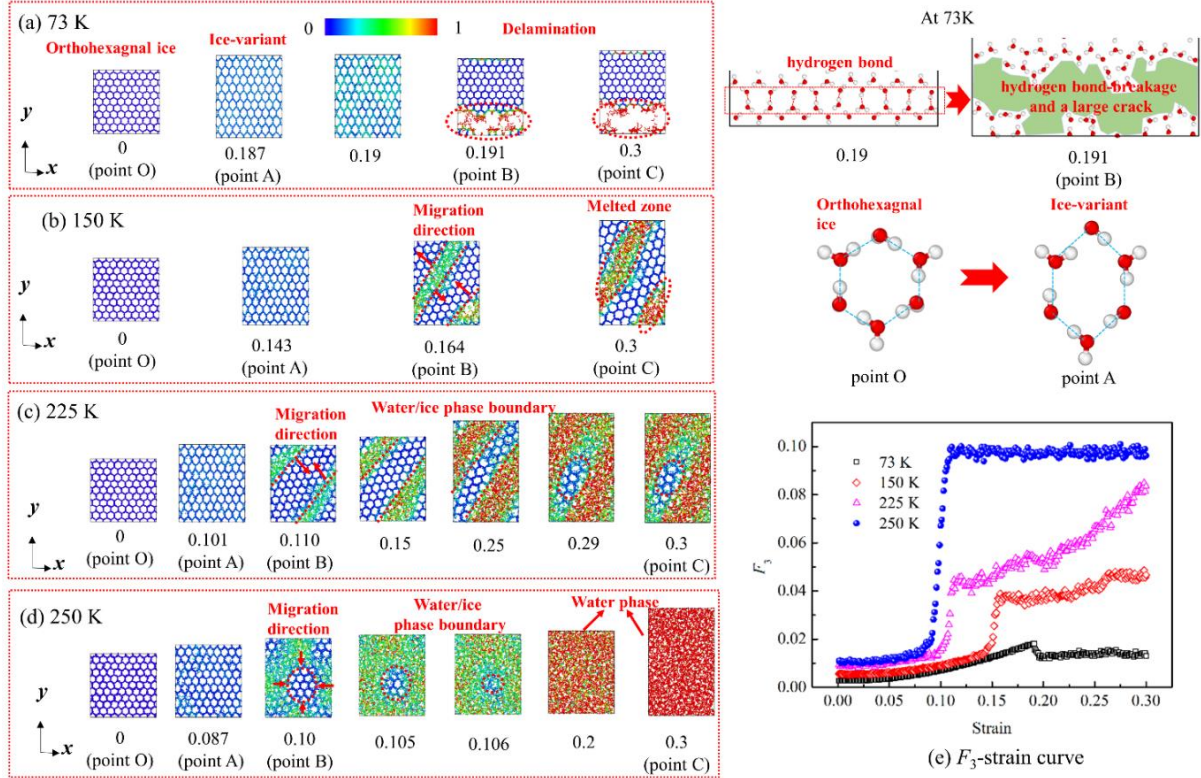 (a) 73 K
0 1
Orthohexagnal ice
Ice-variant
Delamination
y
x
0
(point O)
0.187
(point A)
0.19
0.191
(point B)
0.3
(point C)
(b) 150 K
Migration
direction
Melted zone
y
x
0
(point O)
0.143
(point A)
0.164
(point B)
0.3
(point C)
(c) 225 K
Migration
direction
Water/ice phase boundary
y
x
0
(point O)
0.101
(point A)
0.110
(point B)
0.15
0.25
0.29
0.3
(point C)
(d) 250 K
Migration
direction
Water/ice
phase boundary
Water phase
y
x
0
(point O)
0.087
(point A)
0.10
(point B)
0.105
0.106
0.2
0.3
(point C)
At 73K
hydrogen bond
hydrogen bond-breakage
and a large crack
0.19
0.191
(point B)
Orthohexagnal
ice
Ice-variant
point O
point A
0.10
0.08
0.06
0.04
0.02
0.00
F3
73 K
150 K
225 K
250 K
0.00 0.05 0.10 0.15 0.20 0.25 0.30
Strain
(e) F3-strain curve